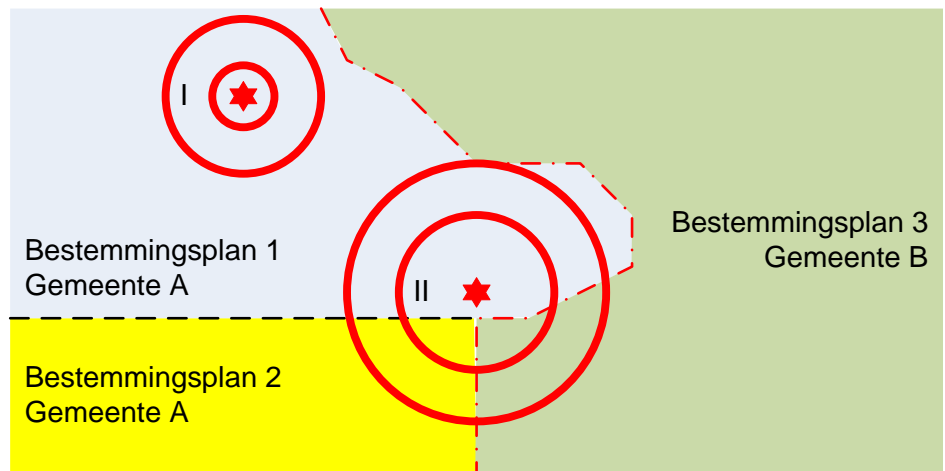 I
Bestemmingsplan 1
Gemeente A
Bestemmingsplan 3
Gemeente B
II
Bestemmingsplan 2
Gemeente A